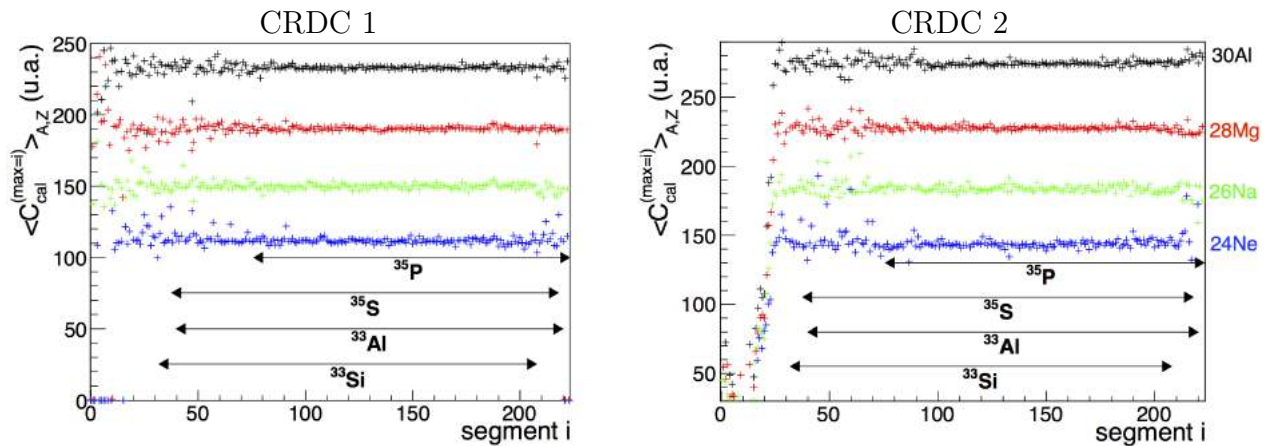 CRDC 1
CRDC 2
<C_cal^(max=i)>_A,Z (u.a.)
250
200
150
100
50
0
³⁵P
³⁵S
³³Al
³³Si
0 50 100 150 200
segment i
<C_cal^(max=i)>_A,Z (u.a.)
250
200
150
100
50
30Al
28Mg
26Na
24Ne
³⁵P
³⁵S
³³Al
³³Si
0 50 100 150 200
segment i